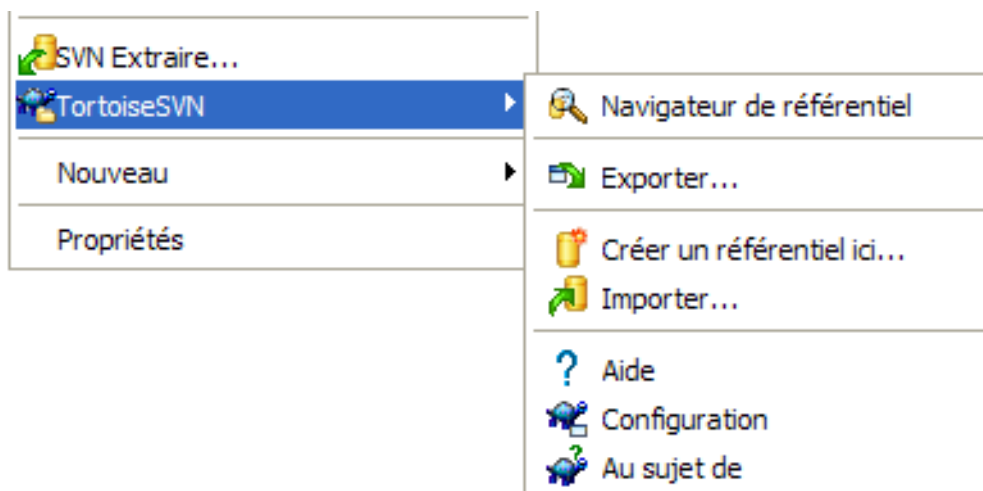 SVN Extraire...
TortoiseSVN
Nouveau
Propriétés
Navigateur de référentiel
Exporter...
Créer un référentiel ici...
Importer...
Aide
Configuration
Au sujet de